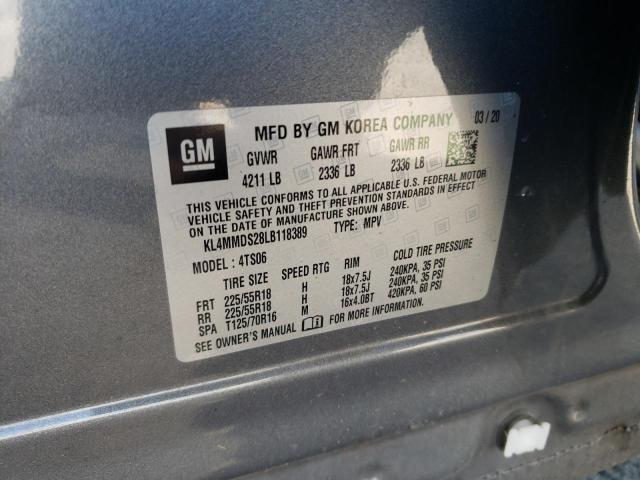 GM
MFD BY GM KOREA COMPANY 03/20
GVWR GAWR FRT GAWR RR
4211 LB 2336 LB 2336 LB
THIS VEHICLE CONFORMS TO ALL APPLICABLE U.S. FEDERAL MOTOR
VEHICLE SAFETY AND THEFT PREVENTION STANDARDS IN EFFECT
ON THE DATE OF MANUFACTURE SHOWN ABOVE.
KL4MMDS28LB118389 TYPE: MPV
MODEL: 4TS06
TIRE SIZE SPEED RTG RIM COLD TIRE PRESSURE
FRT 225/55R18 H 18x7.5J 240KPA, 35 PSI
RR 225/55R18 H 18x7.5J 240KPA, 35 PSI
SPA T125/70R16 M 16x4.0BT 420KPA, 60 PSI
SEE OWNER'S MANUAL FOR MORE INFORMATION